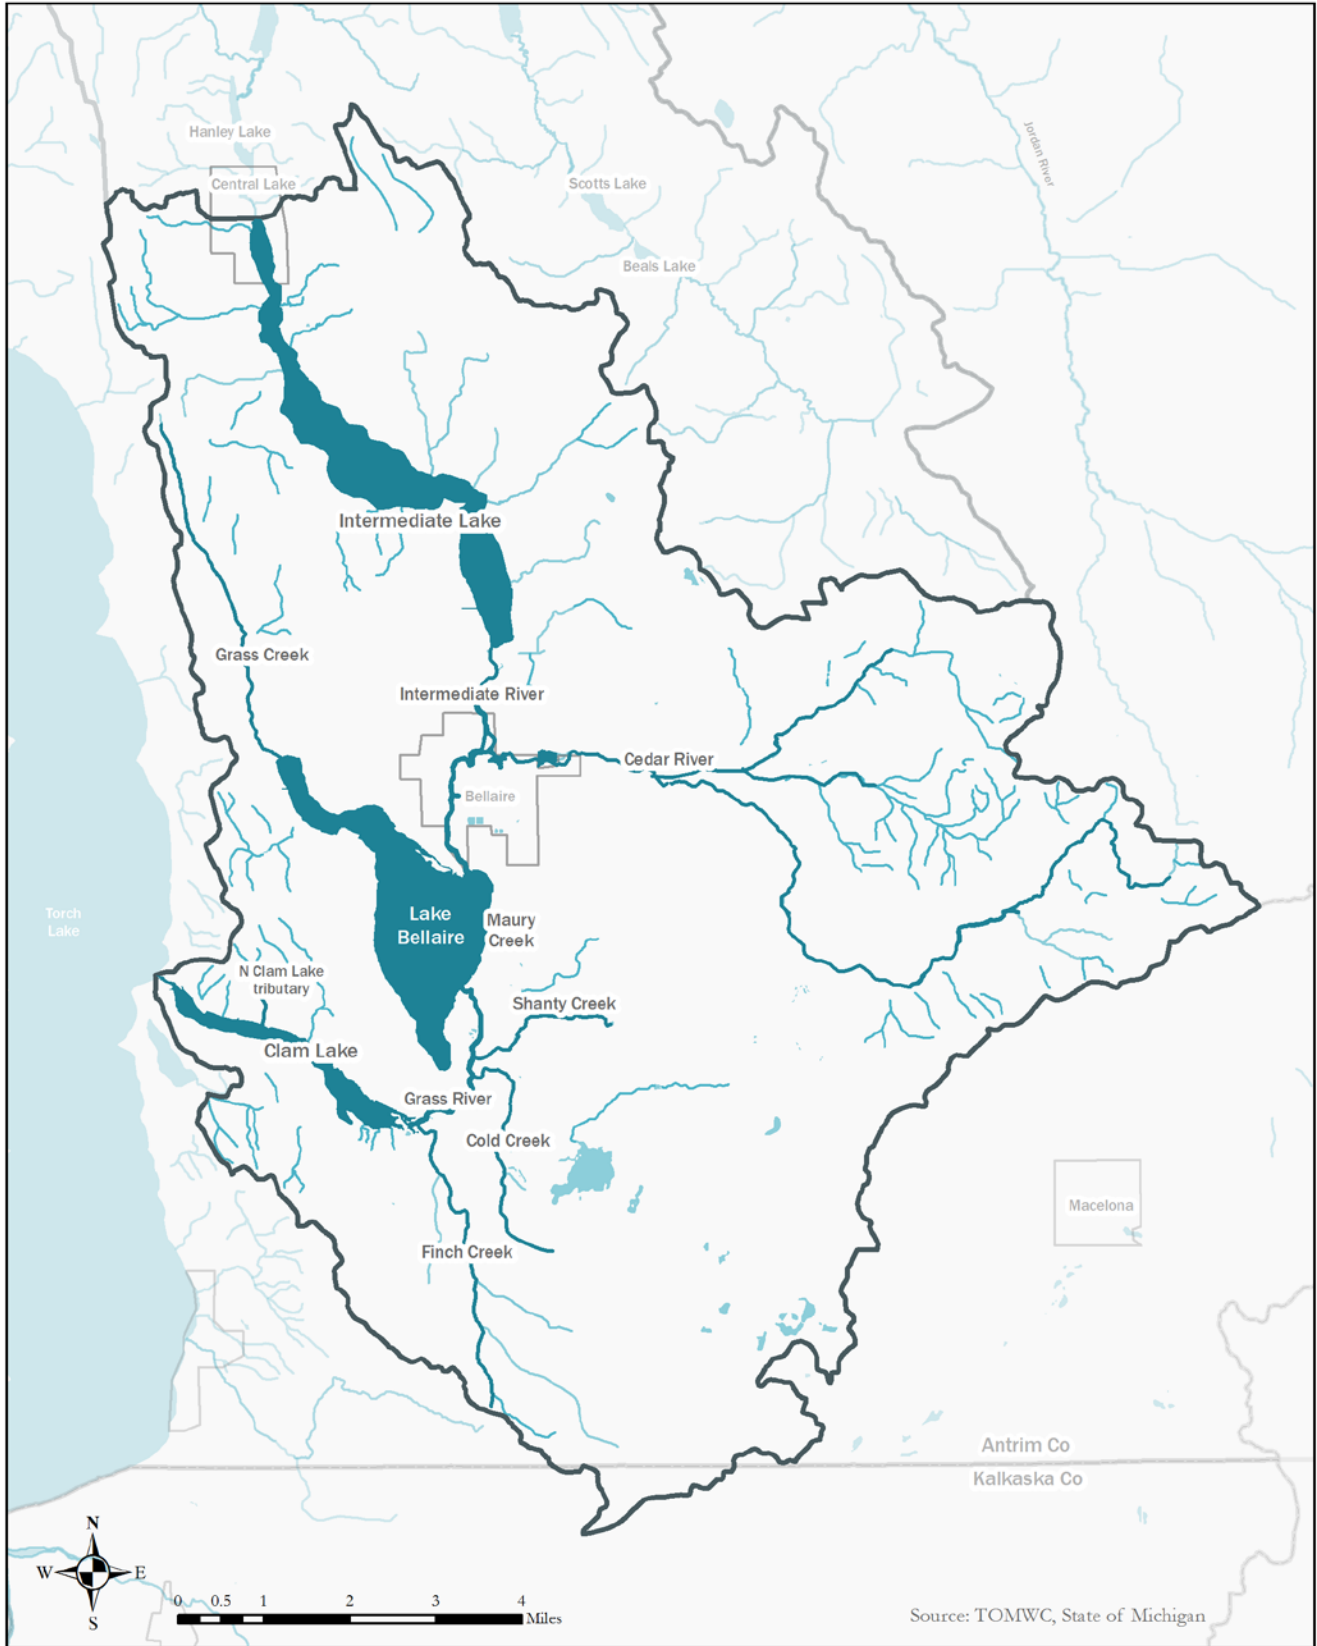 Hanley Lake
Central Lake
Scotts Lake
Jordan River
Beals Lake
Intermediate Lake
Grass Creek
Intermediate River
Cedar River
Bellaire
Torch
Lake
Lake
Bellaire
Maury
Creek
N Clam Lake
tributary
Shanty Creek
Clam Lake
Grass River
Cold Creek
Macelona
Finch Creek
Antrim Co
Kalkaska Co
N
W
E
S
0 0.5 1 2 3 4
Miles
Source: TOMWC, State of Michigan